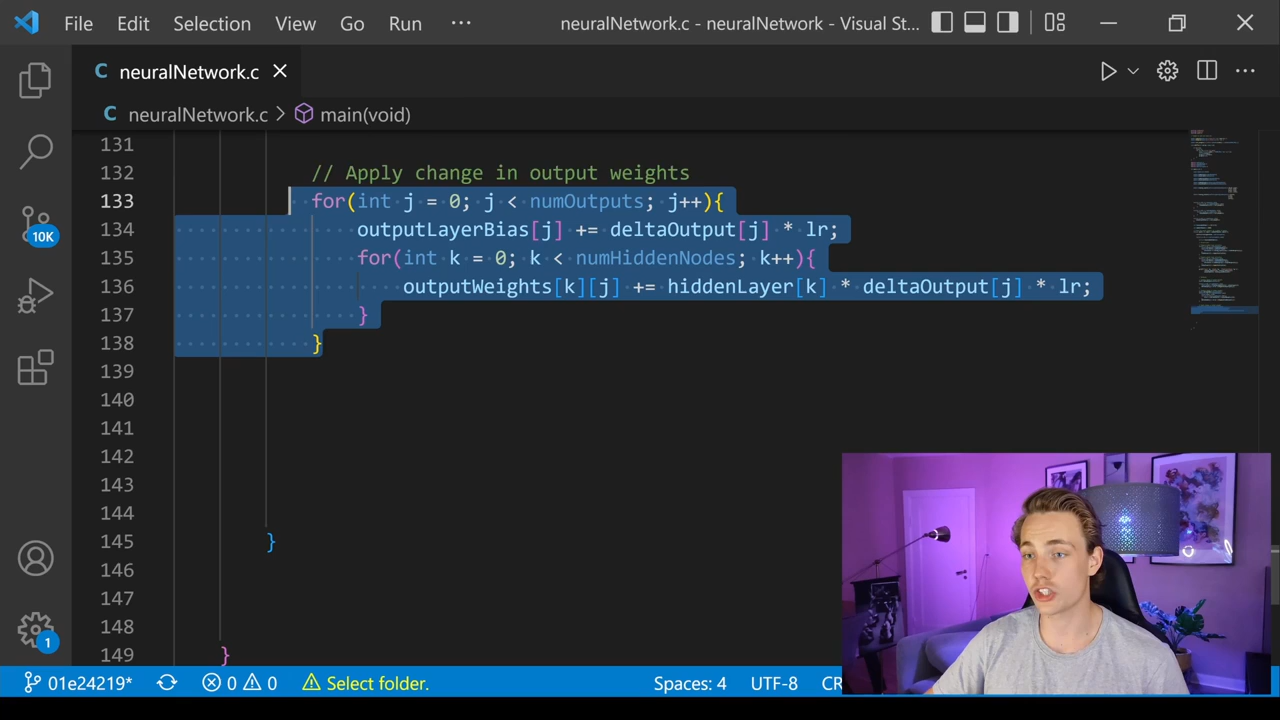 File Edit Selection View Go Run ··· neuralNetwork.c - neuralNetwork - Visual St...
C neuralNetwork.c
C neuralNetwork.c > main(void)
131
132 // Apply change in output weights
133 for(int j = 0; j < numOutputs; j++){
134 outputLayerBias[j] += deltaOutput[j] * lr;
135 for(int k = 0; k < numHiddenNodes; k++){
136 outputWeights[k][j] += hiddenLayer[k] * deltaOutput[j] * lr;
137 }
138 }
139
140
141
142
143
144
145 }
146
147
148
149 }
10K
1
01e24219* 0 0 Select folder. Spaces: 4 UTF-8 CR